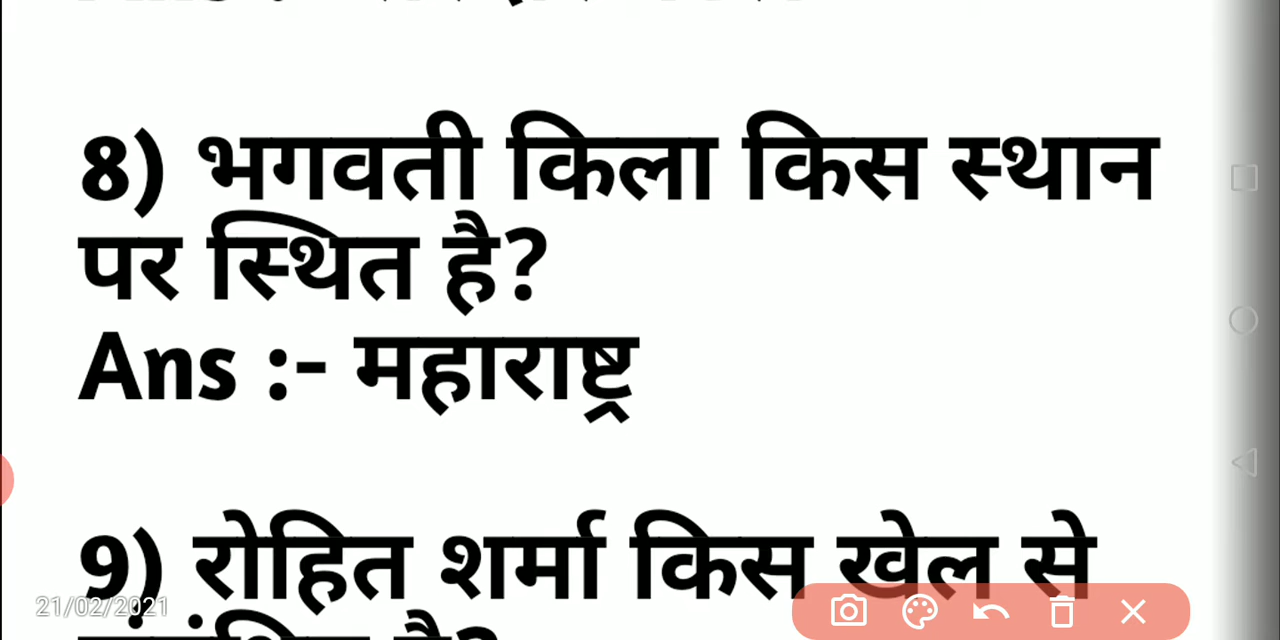 8) भगवती किला किस स्थान
पर स्थित है?
Ans :- महाराष्ट्र
9) रोहित शर्मा किस खेल से
21/02/2021